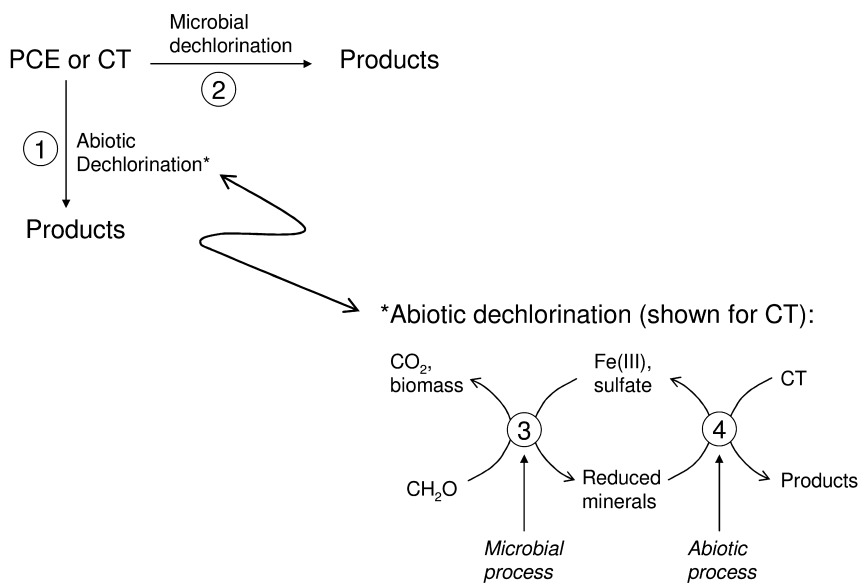 Microbial
dechlorination
PCE or CT
Products
2
1
Abiotic
Dechlorination*
Products
*Abiotic dechlorination (shown for CT):
CO₂,
biomass
Fe(III),
sulfate
CT
3
4
CH₂O
Reduced
minerals
Products
Microbial
process
Abiotic
process